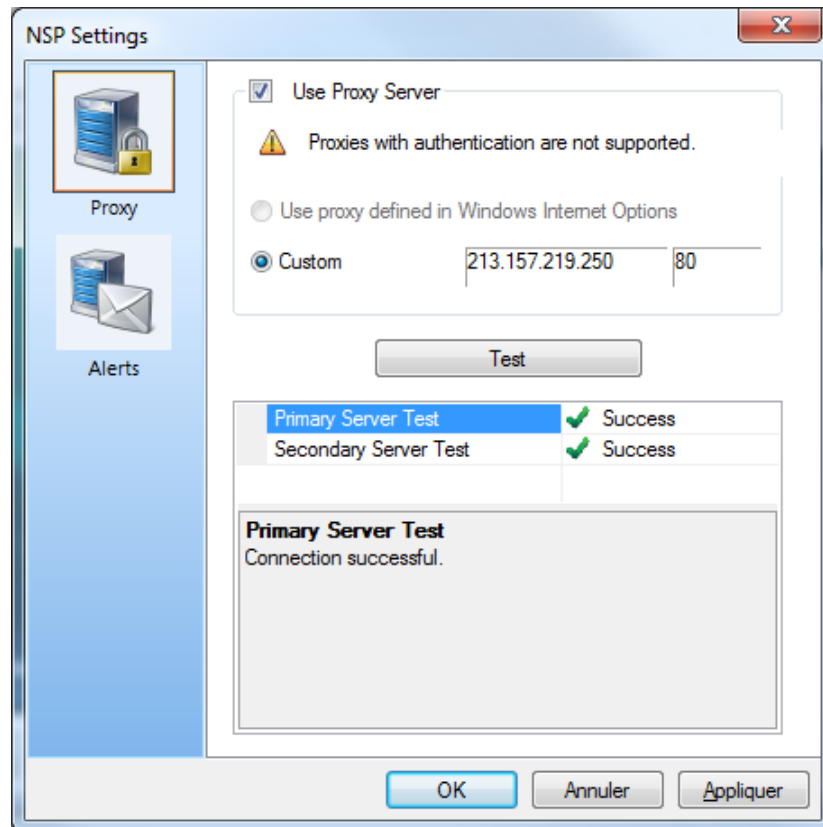 NSP Settings
Use Proxy Server
Proxies with authentication are not supported.
Proxy
Use proxy defined in Windows Internet Options
Custom 213.157.219.250 80
Alerts
Test
Primary Server Test Success
Secondary Server Test Success
Primary Server Test
Connection successful.
OK Annuler Appliquer